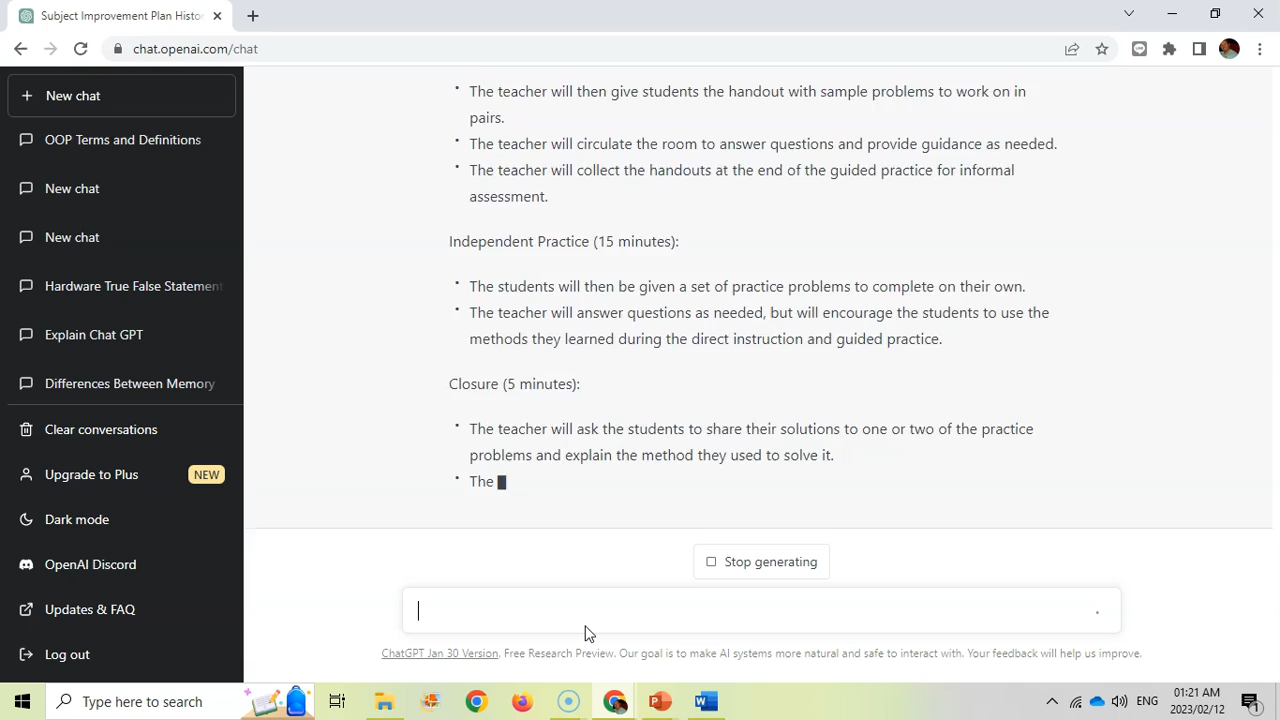 Subject Improvement Plan Histo
chat.openai.com/chat
New chat
OOP Terms and Definitions
New chat
New chat
Hardware True False Statement
Explain Chat GPT
Differences Between Memory
Clear conversations
Upgrade to Plus NEW
Dark mode
OpenAI Discord
Updates & FAQ
Log out
• The teacher will then give students the handout with sample problems to work on in
pairs.
• The teacher will circulate the room to answer questions and provide guidance as needed.
• The teacher will collect the handouts at the end of the guided practice for informal
assessment.
Independent Practice (15 minutes):
• The students will then be given a set of practice problems to complete on their own.
• The teacher will answer questions as needed, but will encourage the students to use the
methods they learned during the direct instruction and guided practice.
Closure (5 minutes):
• The teacher will ask the students to share their solutions to one or two of the practice
problems and explain the method they used to solve it.
• The
Stop generating
ChatGPT Jan 30 Version. Free Research Preview. Our goal is to make AI systems more natural and safe to interact with. Your feedback will help us improve.
Type here to search
ENG
01:21 AM
2023/02/12
1